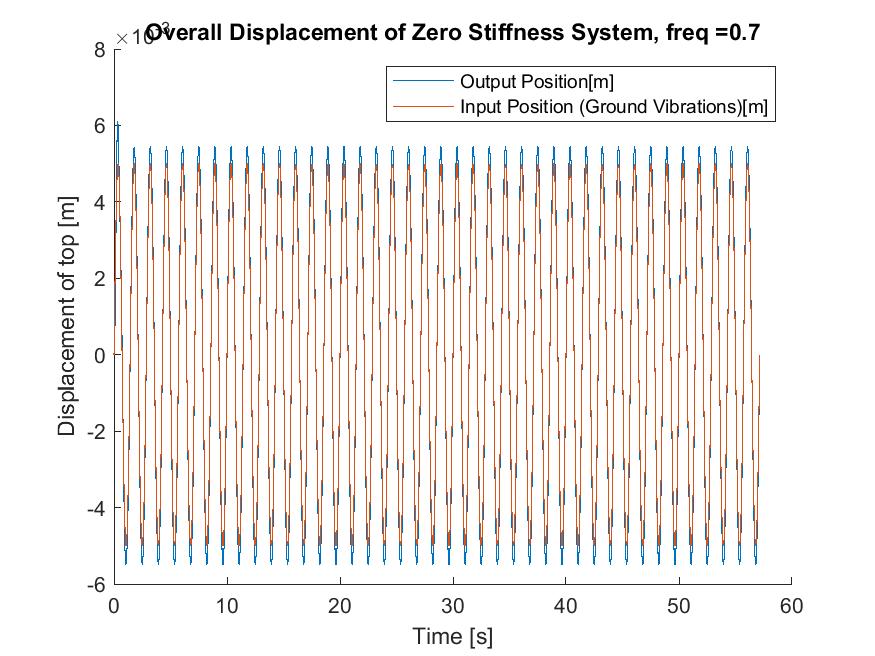 Overall Displacement of Zero Stiffness System, freq =0.7
×10-3
Output Position[m]
Input Position (Ground Vibrations)[m]
Displacement of top [m]
8
6
4
2
0
-2
-4
-6
0 10 20 30 40 50 60
Time [s]